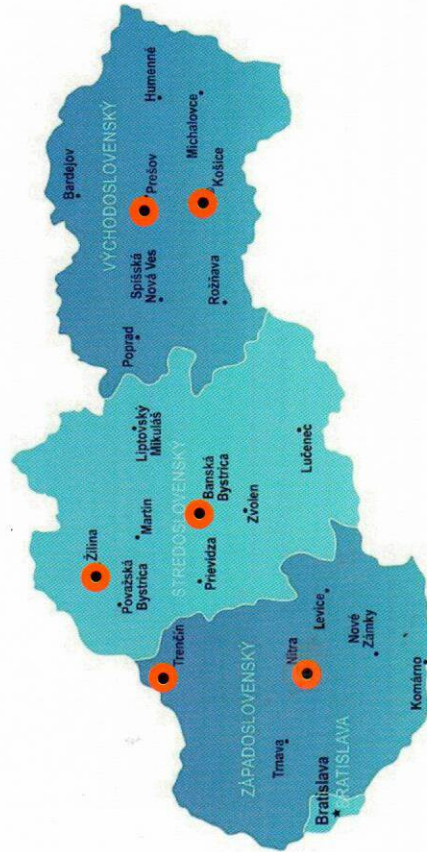 Bardejov
VÝCHODOSLOVENSKÝ
Humenné
Prešov
Michalovce
Košice
Spišská
Nová Ves
Rožňava
Poprad
Liptovský
Mikuláš
Martin
Žilina
Považská
Bystrica
STREDOSLOVENSKÝ
Banská
Bystrica
Prievidza
Zvolen
Lučenec
Trenčín
ZÁPADOSLOVENSKÝ
Nitra
Levice
Nové
Zámky
Komárno
Trnava
Bratislava
BRATISLAVA